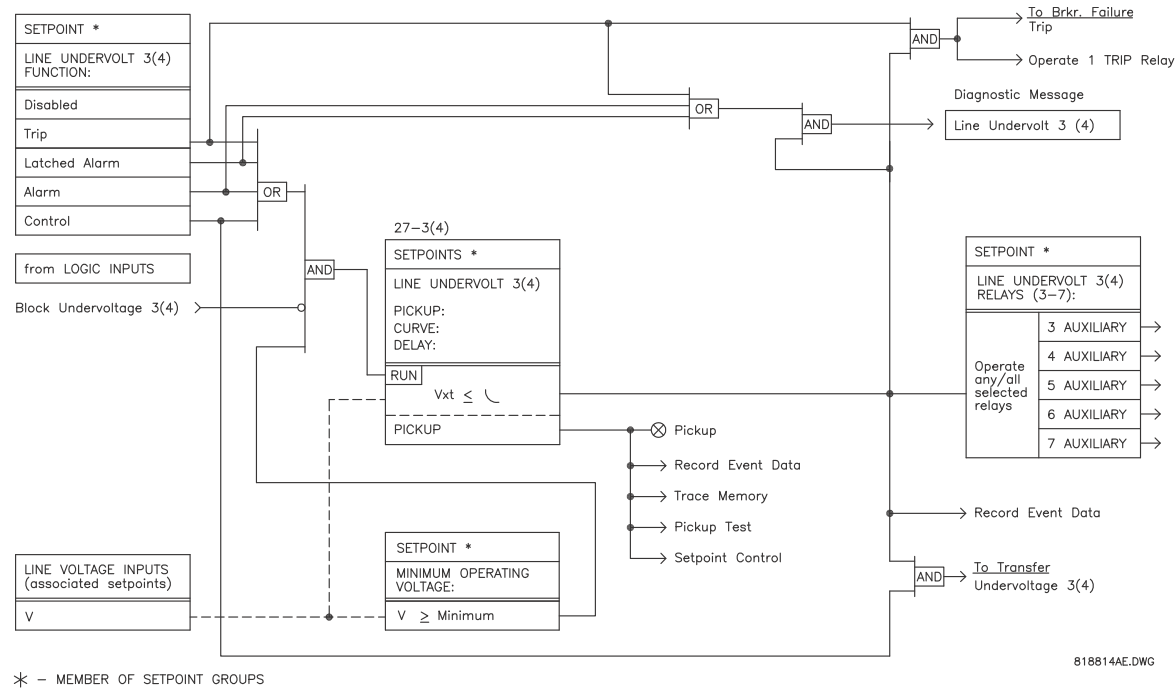 SETPOINT *
LINE UNDERVOLT 3(4)
FUNCTION:
Disabled
Trip
Latched Alarm
Alarm
Control
from LOGIC INPUTS
Block Undervoltage 3(4)
OR
AND
27-3(4)
SETPOINTS *
LINE UNDERVOLT 3(4)
PICKUP:
CURVE:
DELAY:
RUN
Vxt ≤
PICKUP
LINE VOLTAGE INPUTS
(associated setpoints)
V
SETPOINT *
MINIMUM OPERATING
VOLTAGE:
V ≥ Minimum
Pickup
Record Event Data
Trace Memory
Pickup Test
Setpoint Control
OR
AND
AND
To Brkr. Failure
Trip
Operate 1 TRIP Relay
Diagnostic Message
Line Undervolt 3 (4)
SETPOINT *
LINE UNDERVOLT 3(4)
RELAYS (3-7):
Operate
any/all
selected
relays
3 AUXILIARY
4 AUXILIARY
5 AUXILIARY
6 AUXILIARY
7 AUXILIARY
Record Event Data
AND
To Transfer
Undervoltage 3(4)
818814AE.DWG
* - MEMBER OF SETPOINT GROUPS